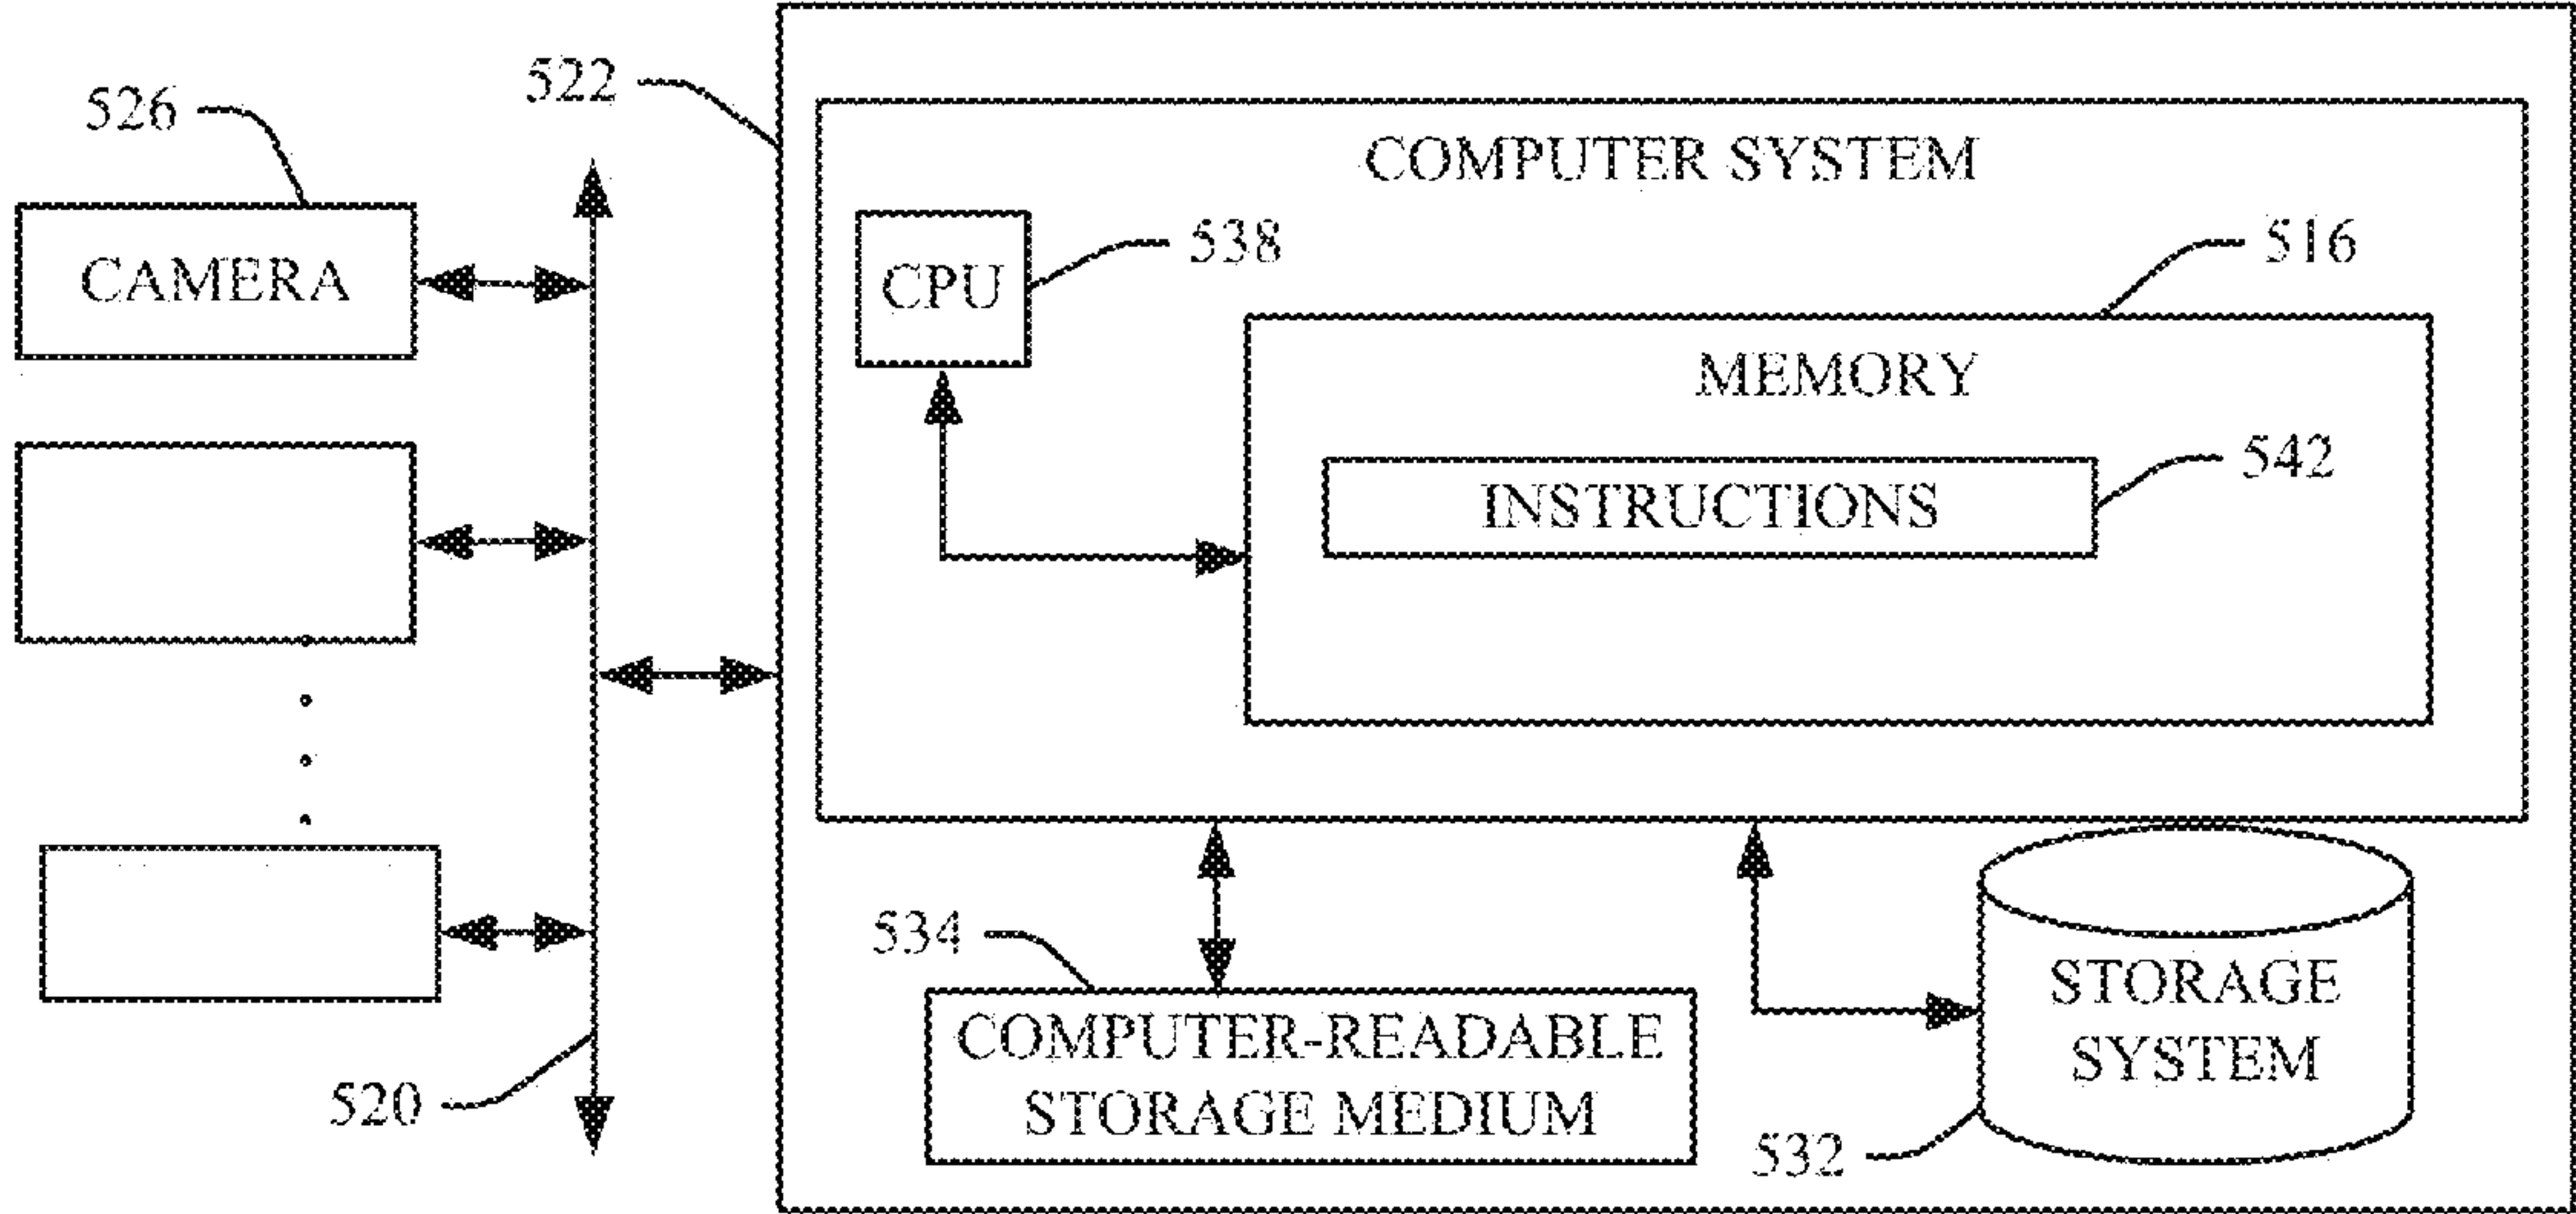 522
526
COMPUTER SYSTEM
CAMERA
CPU
538
516
MEMORY
542
INSTRUCTIONS
534
COMPUTER-READABLE
STORAGE MEDIUM
STORAGE
SYSTEM
520
532